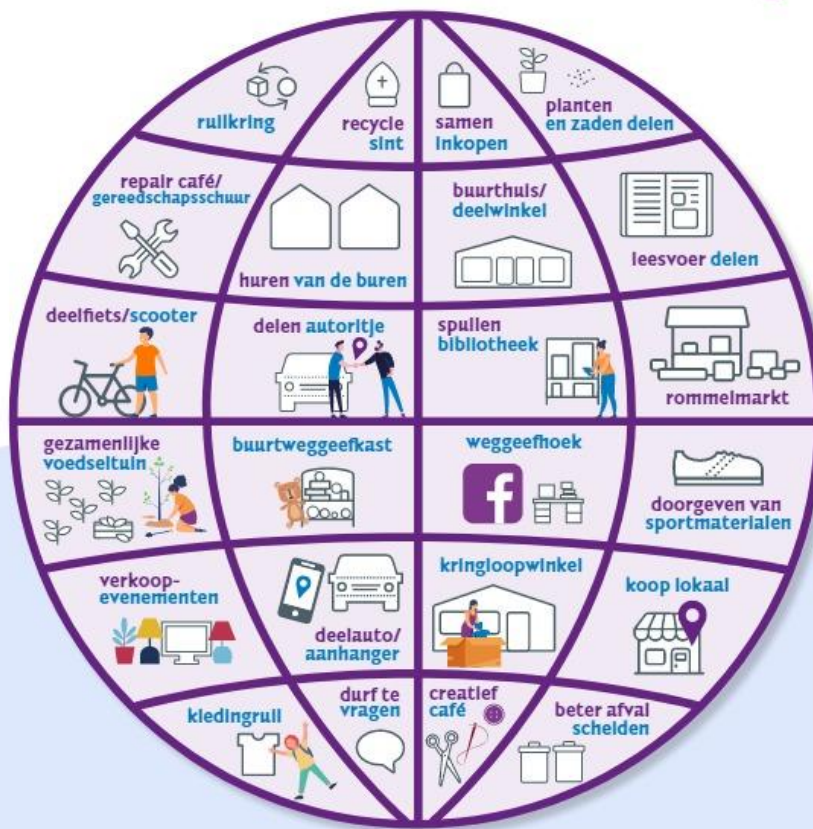 ruilkring
recycle
sint
samen
inkopen
planten
en zaden delen
repair café/
gereedschapsschuur
huren van de buren
buurthuis/
deelwinkel
leesvoer delen
deelfiets/scooter
delen autoritje
spullen
bibliotheek
rommelmarkt
gezamenlijke
voedseltuin
buurtweggeefkast
weggeefhoek
f
doorgeven van
sportmaterialen
verkoop-
evenementen
deelauto/
aanhanger
kringloopwinkel
koop lokaal
kledingruil
durf te
vragen
creatief
café
beter afval
scheiden